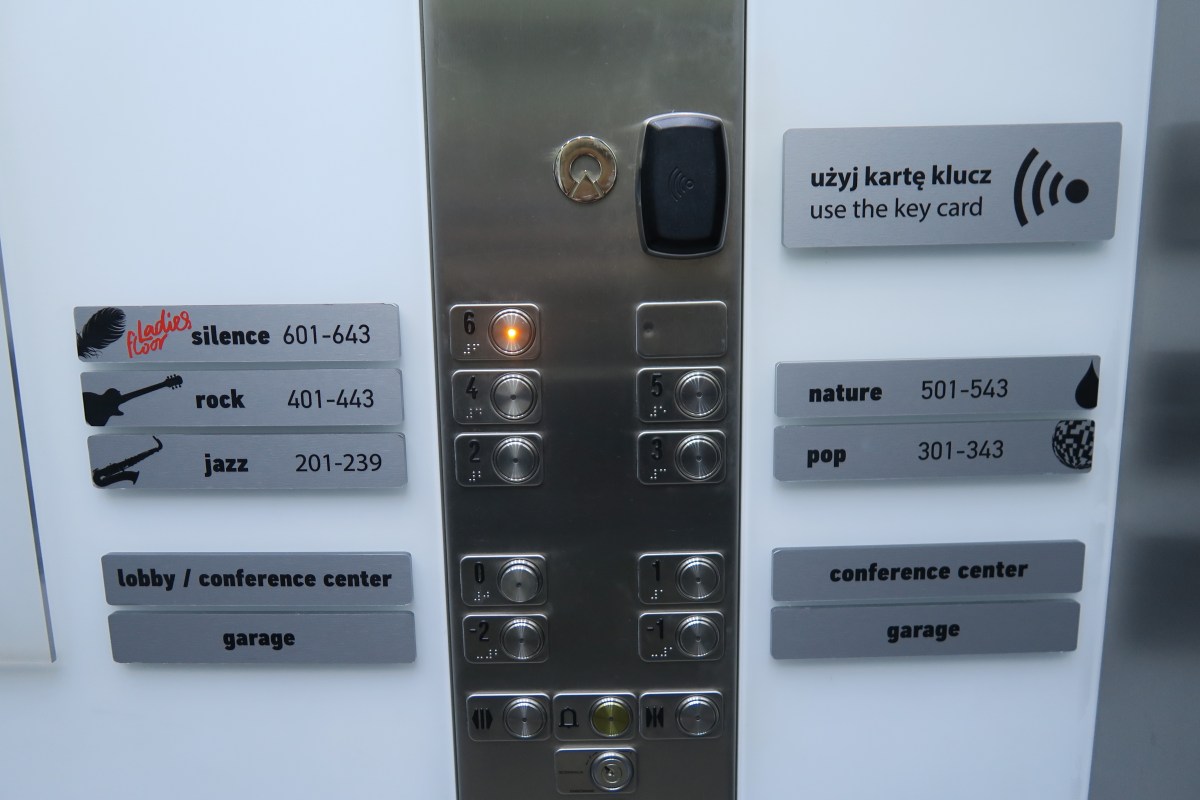 użyj kartę klucz
use the key card
Ladies floor silence 601-643
6
rock 401-443
4
5
nature 501-543
jazz 201-239
2
3
pop 301-343
lobby / conference center
0
1
conference center
garage
-2
-1
garage